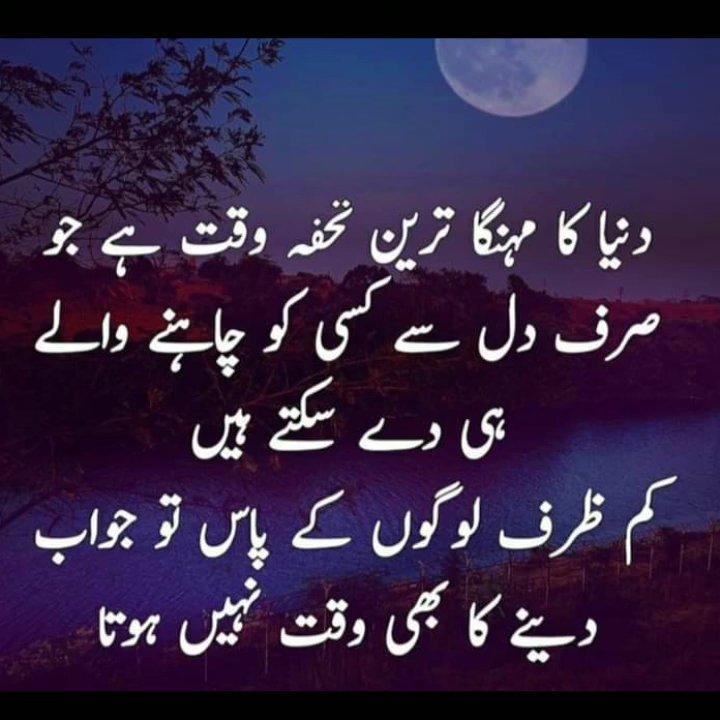 دنیا کا مہنگا ترین تحفہ وقت ہے جو
صرف دل سے کسی کو چاہنے والے
ہی دے سکتے ہیں
کم ظرف لوگوں کے پاس تو جواب
دینے کا بھی وقت نہیں ہوتا